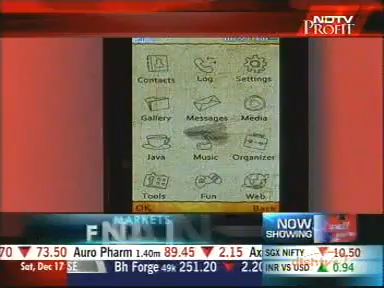 NDTV
PROFIT
Contacts Log Settings
Gallery Messages Media
Java Music Organizer
Tools Fun Web
OK Back
MARKETS
NOW
SHOWING
70 ▼ 73.50 Auro Pharm 1.40m 89.45 ▼ 2.15 Ax
SGX NIFTY ▼ -10.50
Sat, Dec 17 SE Bh Forge 49k 251.20 ▼ 2.20
INR VS USD ▲ 0.94